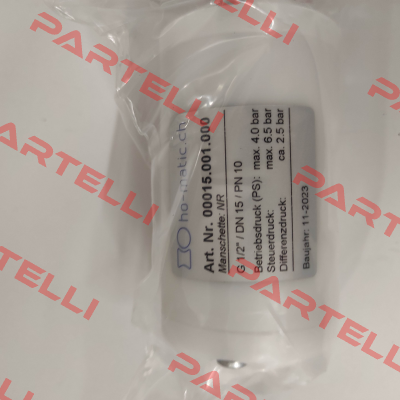 ho-matic.ch
Art. Nr. 00015.001.000
Manschette: NR
G 1/2" / DN 15 / PN 10
Betriebsdruck (PS): max. 4.0 bar
Steuerdruck: max. 6.5 bar
Differenzdruck: ca. 2.5 bar
Baujahr: 11-2023
PARTELLI
PARTELLI
PARTELLI
PARTELLI